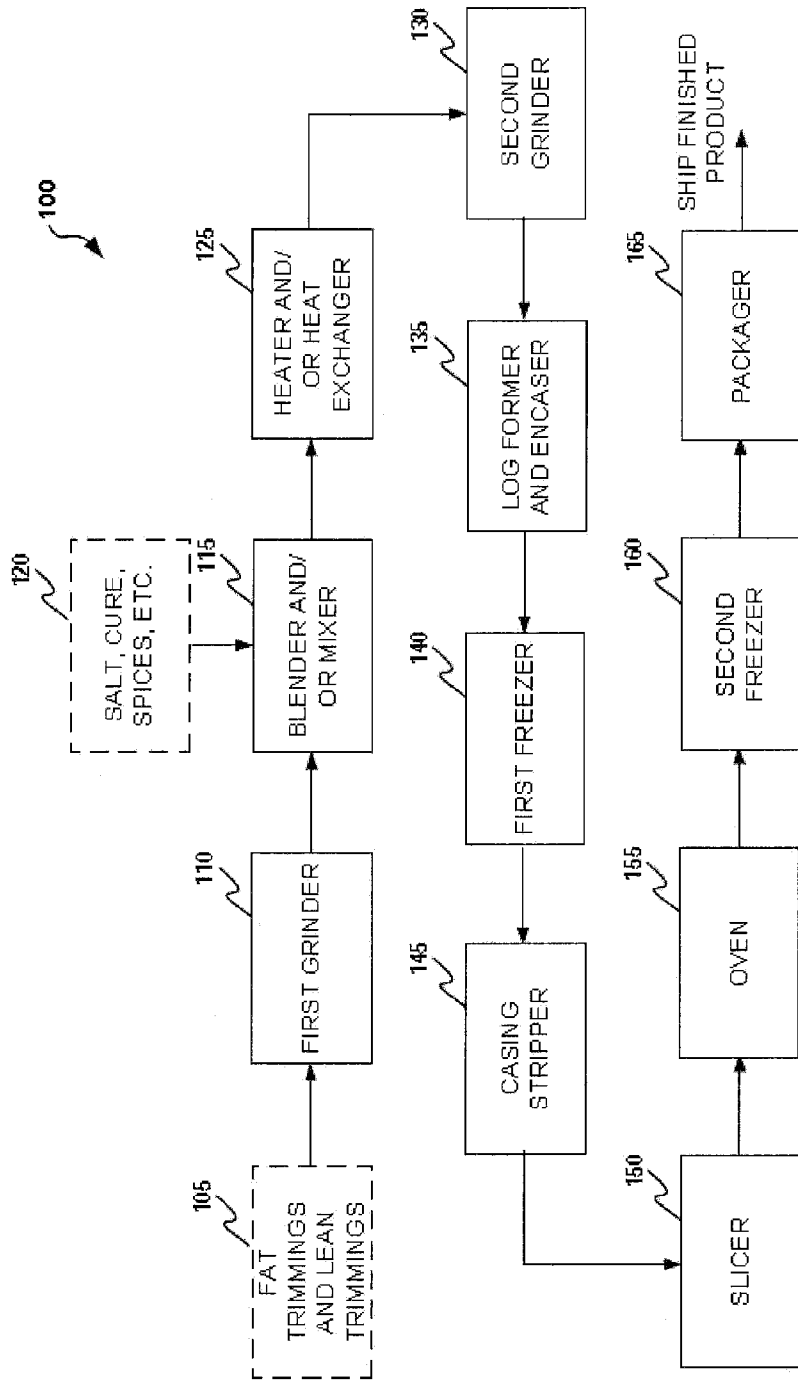 100
105
FAT
TRIMMINGS
AND LEAN
TRIMMINGS
110
FIRST GRINDER
120
SALT, CURE,
SPICES, ETC.
115
BLENDER AND/
OR MIXER
125
HEATER AND/
OR HEAT
EXCHANGER
130
SECOND
GRINDER
135
LOG FORMER
AND ENCASER
140
FIRST FREEZER
145
CASING
STRIPPER
150
SLICER
155
OVEN
160
SECOND
FREEZER
165
PACKAGER
SHIP FINISHED
PRODUCT